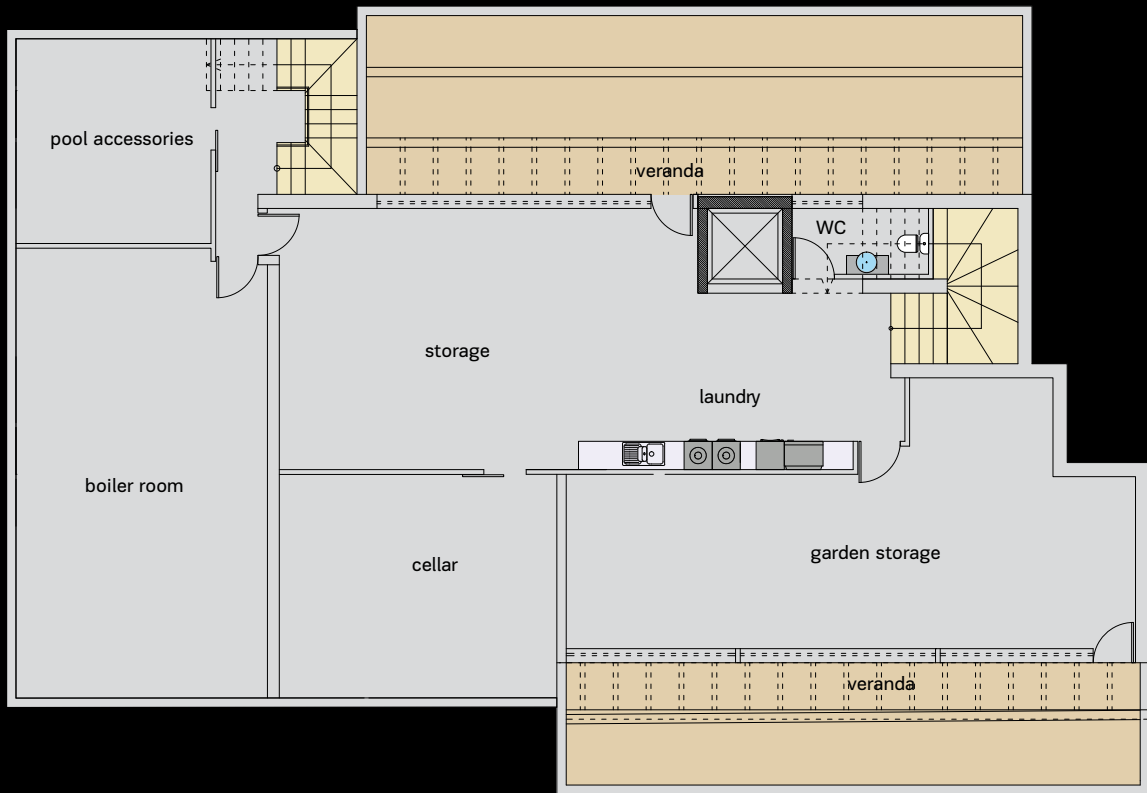 pool accessories
veranda
WC
storage
laundry
boiler room
garden storage
cellar
veranda